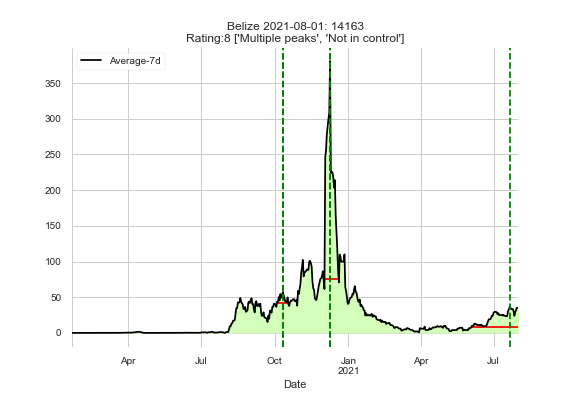 Belize 2021-08-01: 14163
Rating:8 ['Multiple peaks', 'Not in control']
Average-7d
350
300
250
200
150
100
50
0
Apr
Jul
Oct
Jan
2021
Apr
Jul
Date